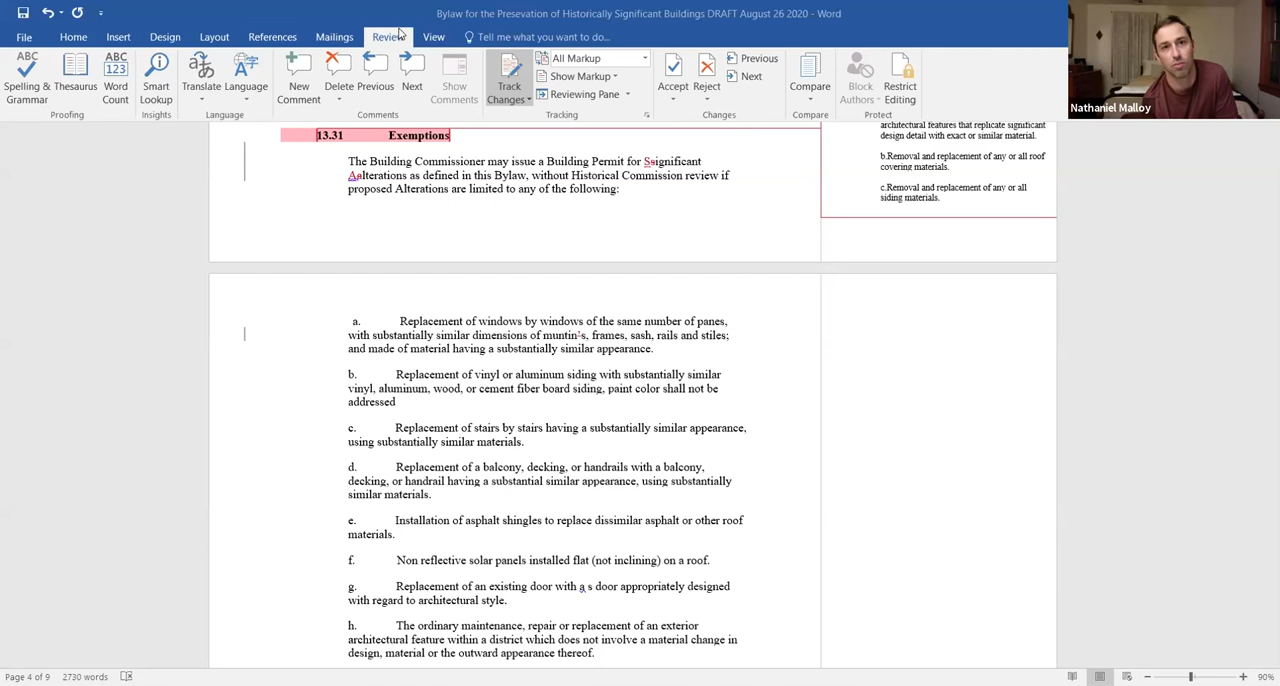 Bylaw for the Presevation of Historically Significant Buildings DRAFT August 26 2020 - Word
File Home Insert Design Layout References Mailings Review View Tell me what you want to do...
Spelling & Grammar
Thesaurus
Word Count
Smart Lookup
Translate
Language
New Comment
Delete
Previous
Next
Show Comments
Track Changes
All Markup
Show Markup
Reviewing Pane
Accept
Reject
Previous
Next
Compare
Block Authors
Restrict Editing
Proofing Insights Language Comments Tracking Changes Compare Protect
Nathaniel Malloy
13.31 Exemptions
The Building Commissioner may issue a Building Permit for Sssignificant
Aalterations as defined in this Bylaw, without Historical Commission review if
proposed Alterations are limited to any of the following:
architectural features that replicate significant
design detail with exact or similar material.
b.Removal and replacement of any or all roof
covering materials.
c.Removal and replacement of any or all
siding materials.
a. Replacement of windows by windows of the same number of panes,
with substantially similar dimensions of muntin's, frames, sash, rails and stiles;
and made of material having a substantially similar appearance.
b. Replacement of vinyl or aluminum siding with substantially similar
vinyl, aluminum, wood, or cement fiber board siding, paint color shall not be
addressed
c. Replacement of stairs by stairs having a substantially similar appearance,
using substantially similar materials.
d. Replacement of a balcony, decking, or handrails with a balcony,
decking, or handrail having a substantial similar appearance, using substantially
similar materials.
e. Installation of asphalt shingles to replace dissimilar asphalt or other roof
materials.
f. Non reflective solar panels installed flat (not inclining) on a roof.
g. Replacement of an existing door with a s door appropriately designed
with regard to architectural style.
h. The ordinary maintenance, repair or replacement of an exterior
architectural feature within a district which does not involve a material change in
design, material or the outward appearance thereof.
Page 4 of 9 2730 words 90%